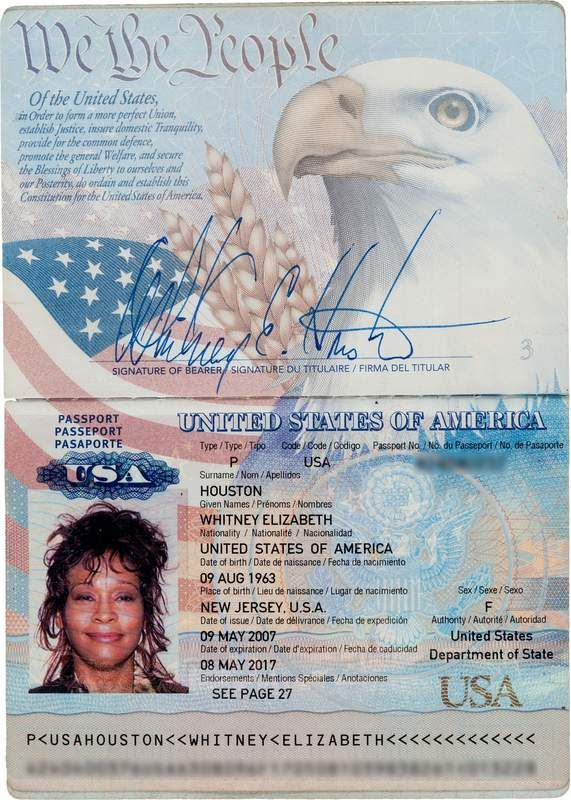 We the People
Of the United States,
in Order to form a more perfect Union,
establish Justice, insure domestic Tranquility,
provide for the common defence,
promote the general Welfare, and secure
the Blessings of Liberty to ourselves and
our Posterity, do ordain and establish this
Constitution for the United States of America.
Whitney E. Houston
3
SIGNATURE OF BEARER / SIGNATURE DU TITULAIRE / FIRMA DEL TITULAR
PASSPORT
PASSEPORT
PASAPORTE
USA
UNITED STATES OF AMERICA
Type / Type / Tipo Code / Code / Codigo Passport No. / No. du Passeport / No. de Pasaporte
P USA
Surname / Nom / Apellidos
HOUSTON
Given Names / Prénoms / Nombres
WHITNEY ELIZABETH
Nationality / Nationalité / Nacionalidad
UNITED STATES OF AMERICA
Date of birth / Date de naissance / Fecha de nacimiento
09 AUG 1963
Place of birth / Lieu de naissance / Lugar de nacimiento Sex / Sexe / Sexo
NEW JERSEY, U.S.A. F
Date of issue / Date de délivrance / Fecha de expedición Authority / Autorité / Autoridad
09 MAY 2007 United States
Date of expiration / Date d'expiration / Fecha de caducidad Department of State
08 MAY 2017
Endorsements / Mentions Spéciales / Anotaciones
SEE PAGE 27
USA
P<USAHOUSTON<<WHITNEY<ELIZABETH<<<<<<<<<<<<<